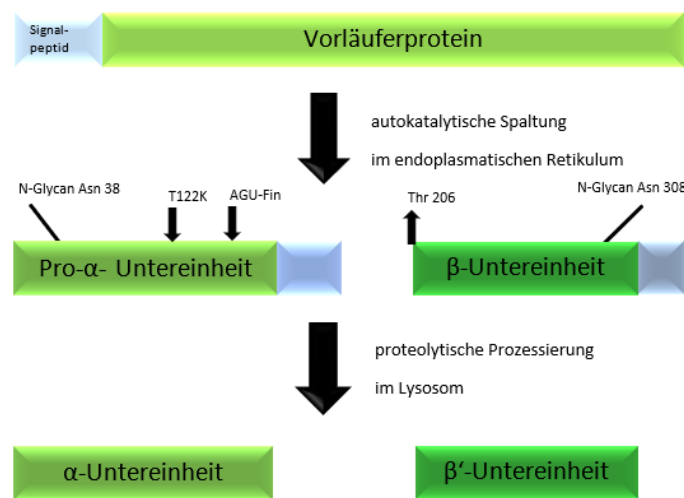 Signal-
peptid
Vorläuferprotein
autokatalytische Spaltung
im endoplasmatischen Retikulum
N-Glycan Asn 38
T122K
AGU-Fin
Thr 206
N-Glycan Asn 308
Pro-α- Untereinheit
β-Untereinheit
proteolytische Prozessierung
im Lysosom
α-Untereinheit
β‘-Untereinheit